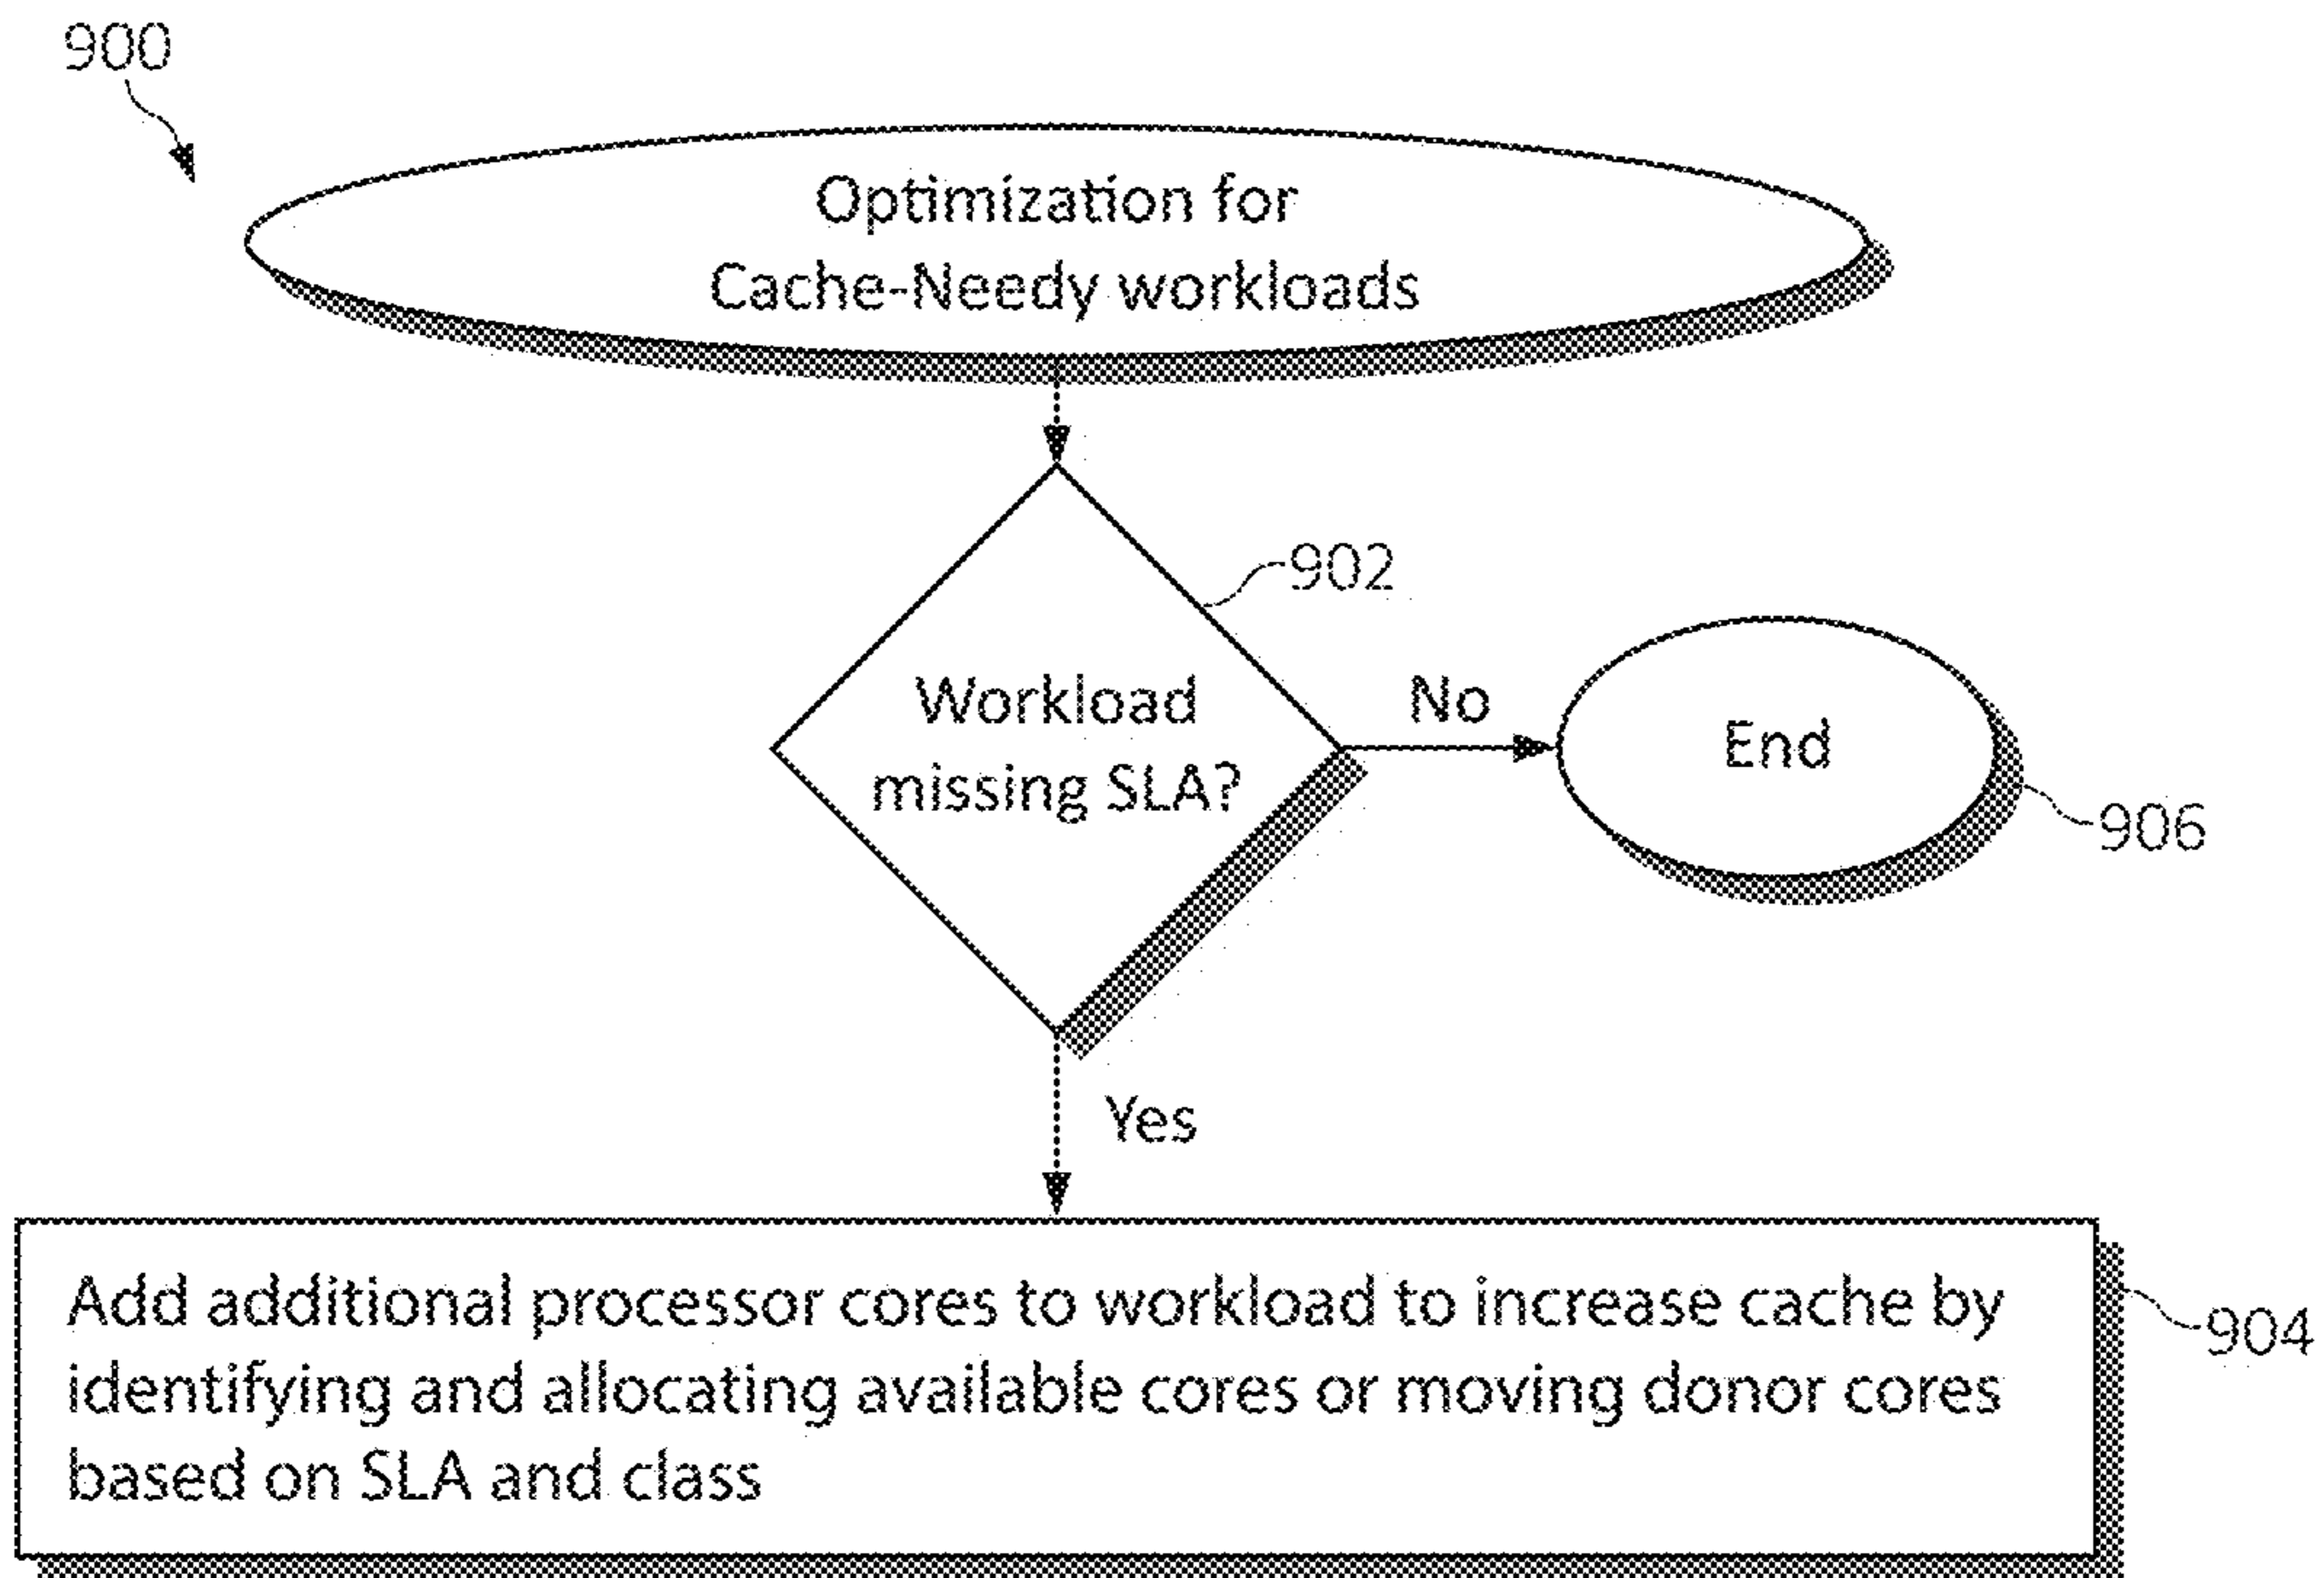 900
Optimization for
Cache-Needy workloads
902
Workload
missing SLA?
No
End
906
Yes
Add additional processor cores to workload to increase cache by
identifying and allocating available cores or moving donor cores
based on SLA and class
904